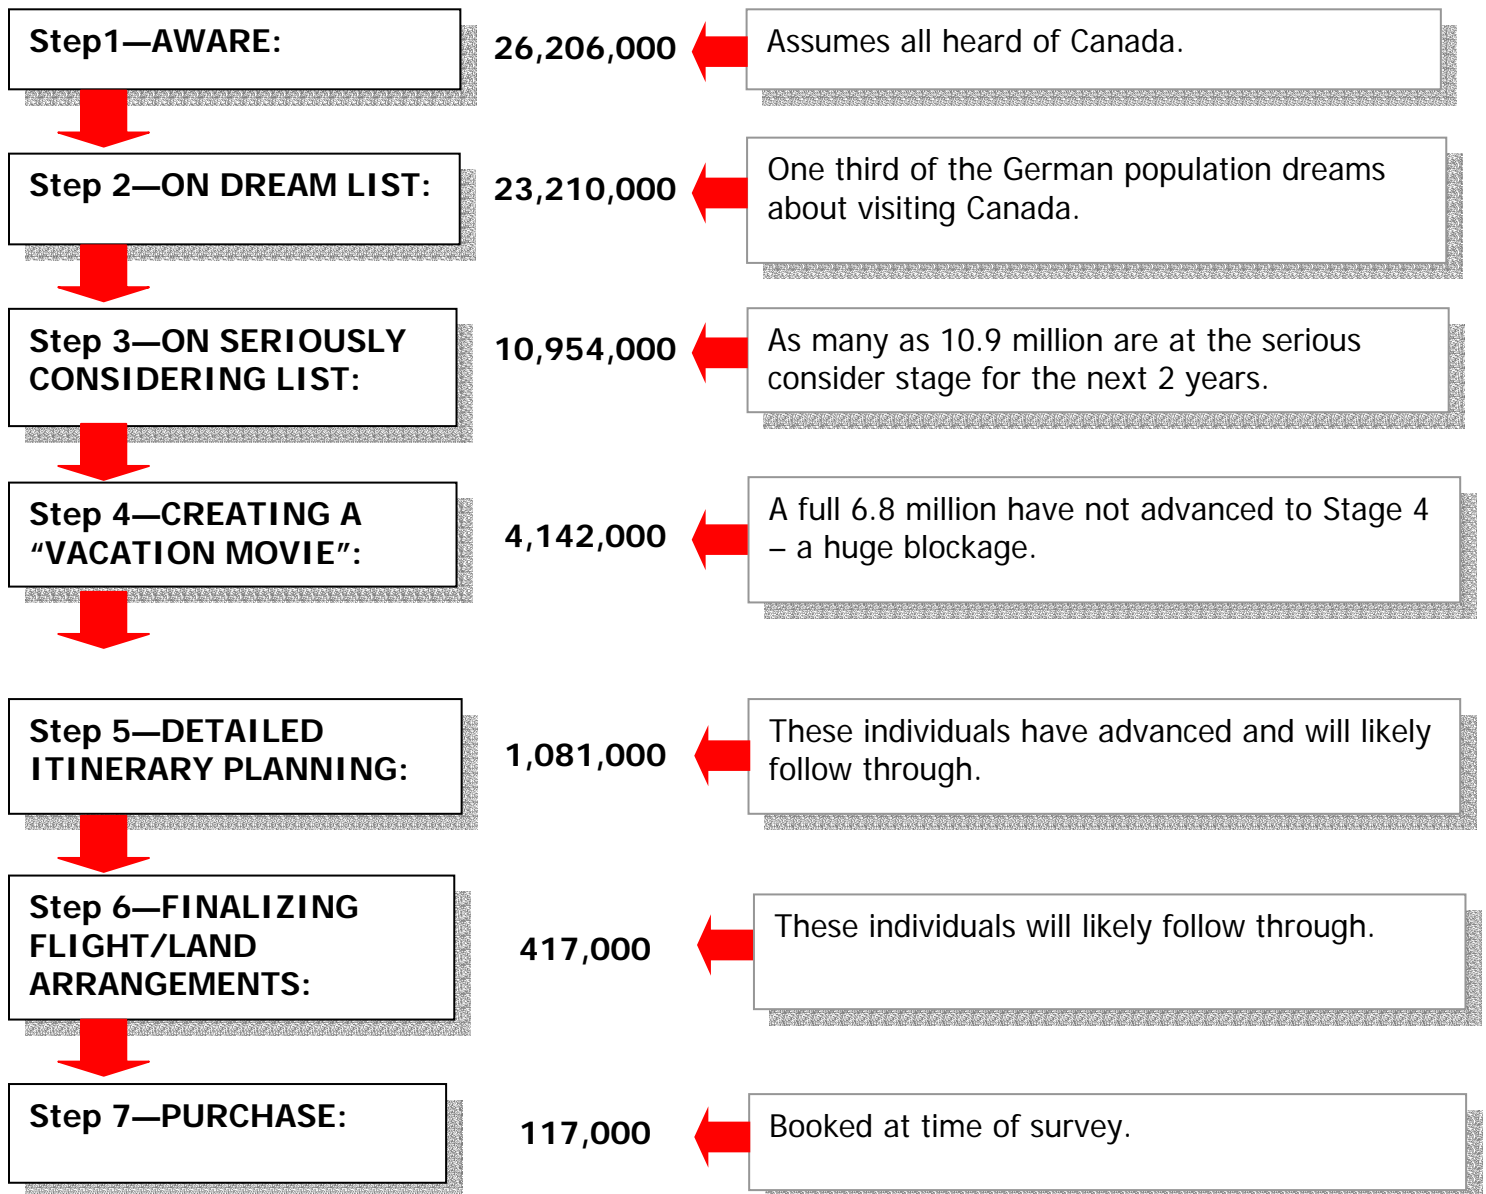 Step1—AWARE:
26,206,000
Assumes all heard of Canada.
Step 2—ON DREAM LIST:
23,210,000
One third of the German population dreams
about visiting Canada.
Step 3—ON SERIOUSLY
CONSIDERING LIST:
10,954,000
As many as 10.9 million are at the serious
consider stage for the next 2 years.
Step 4—CREATING A
“VACATION MOVIE”:
4,142,000
A full 6.8 million have not advanced to Stage 4
– a huge blockage.
Step 5—DETAILED
ITINERARY PLANNING:
1,081,000
These individuals have advanced and will likely
follow through.
Step 6—FINALIZING
FLIGHT/LAND
ARRANGEMENTS:
417,000
These individuals will likely follow through.
Step 7—PURCHASE:
117,000
Booked at time of survey.